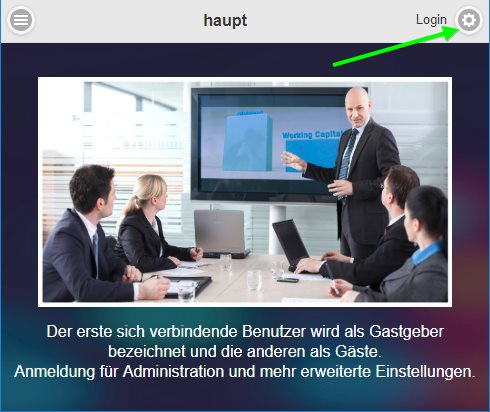 haupt
Login
Working Capital
Der erste sich verbindende Benutzer wird als Gastgeber
bezeichnet und die anderen als Gäste.
Anmeldung für Administration und mehr erweiterte Einstellungen.